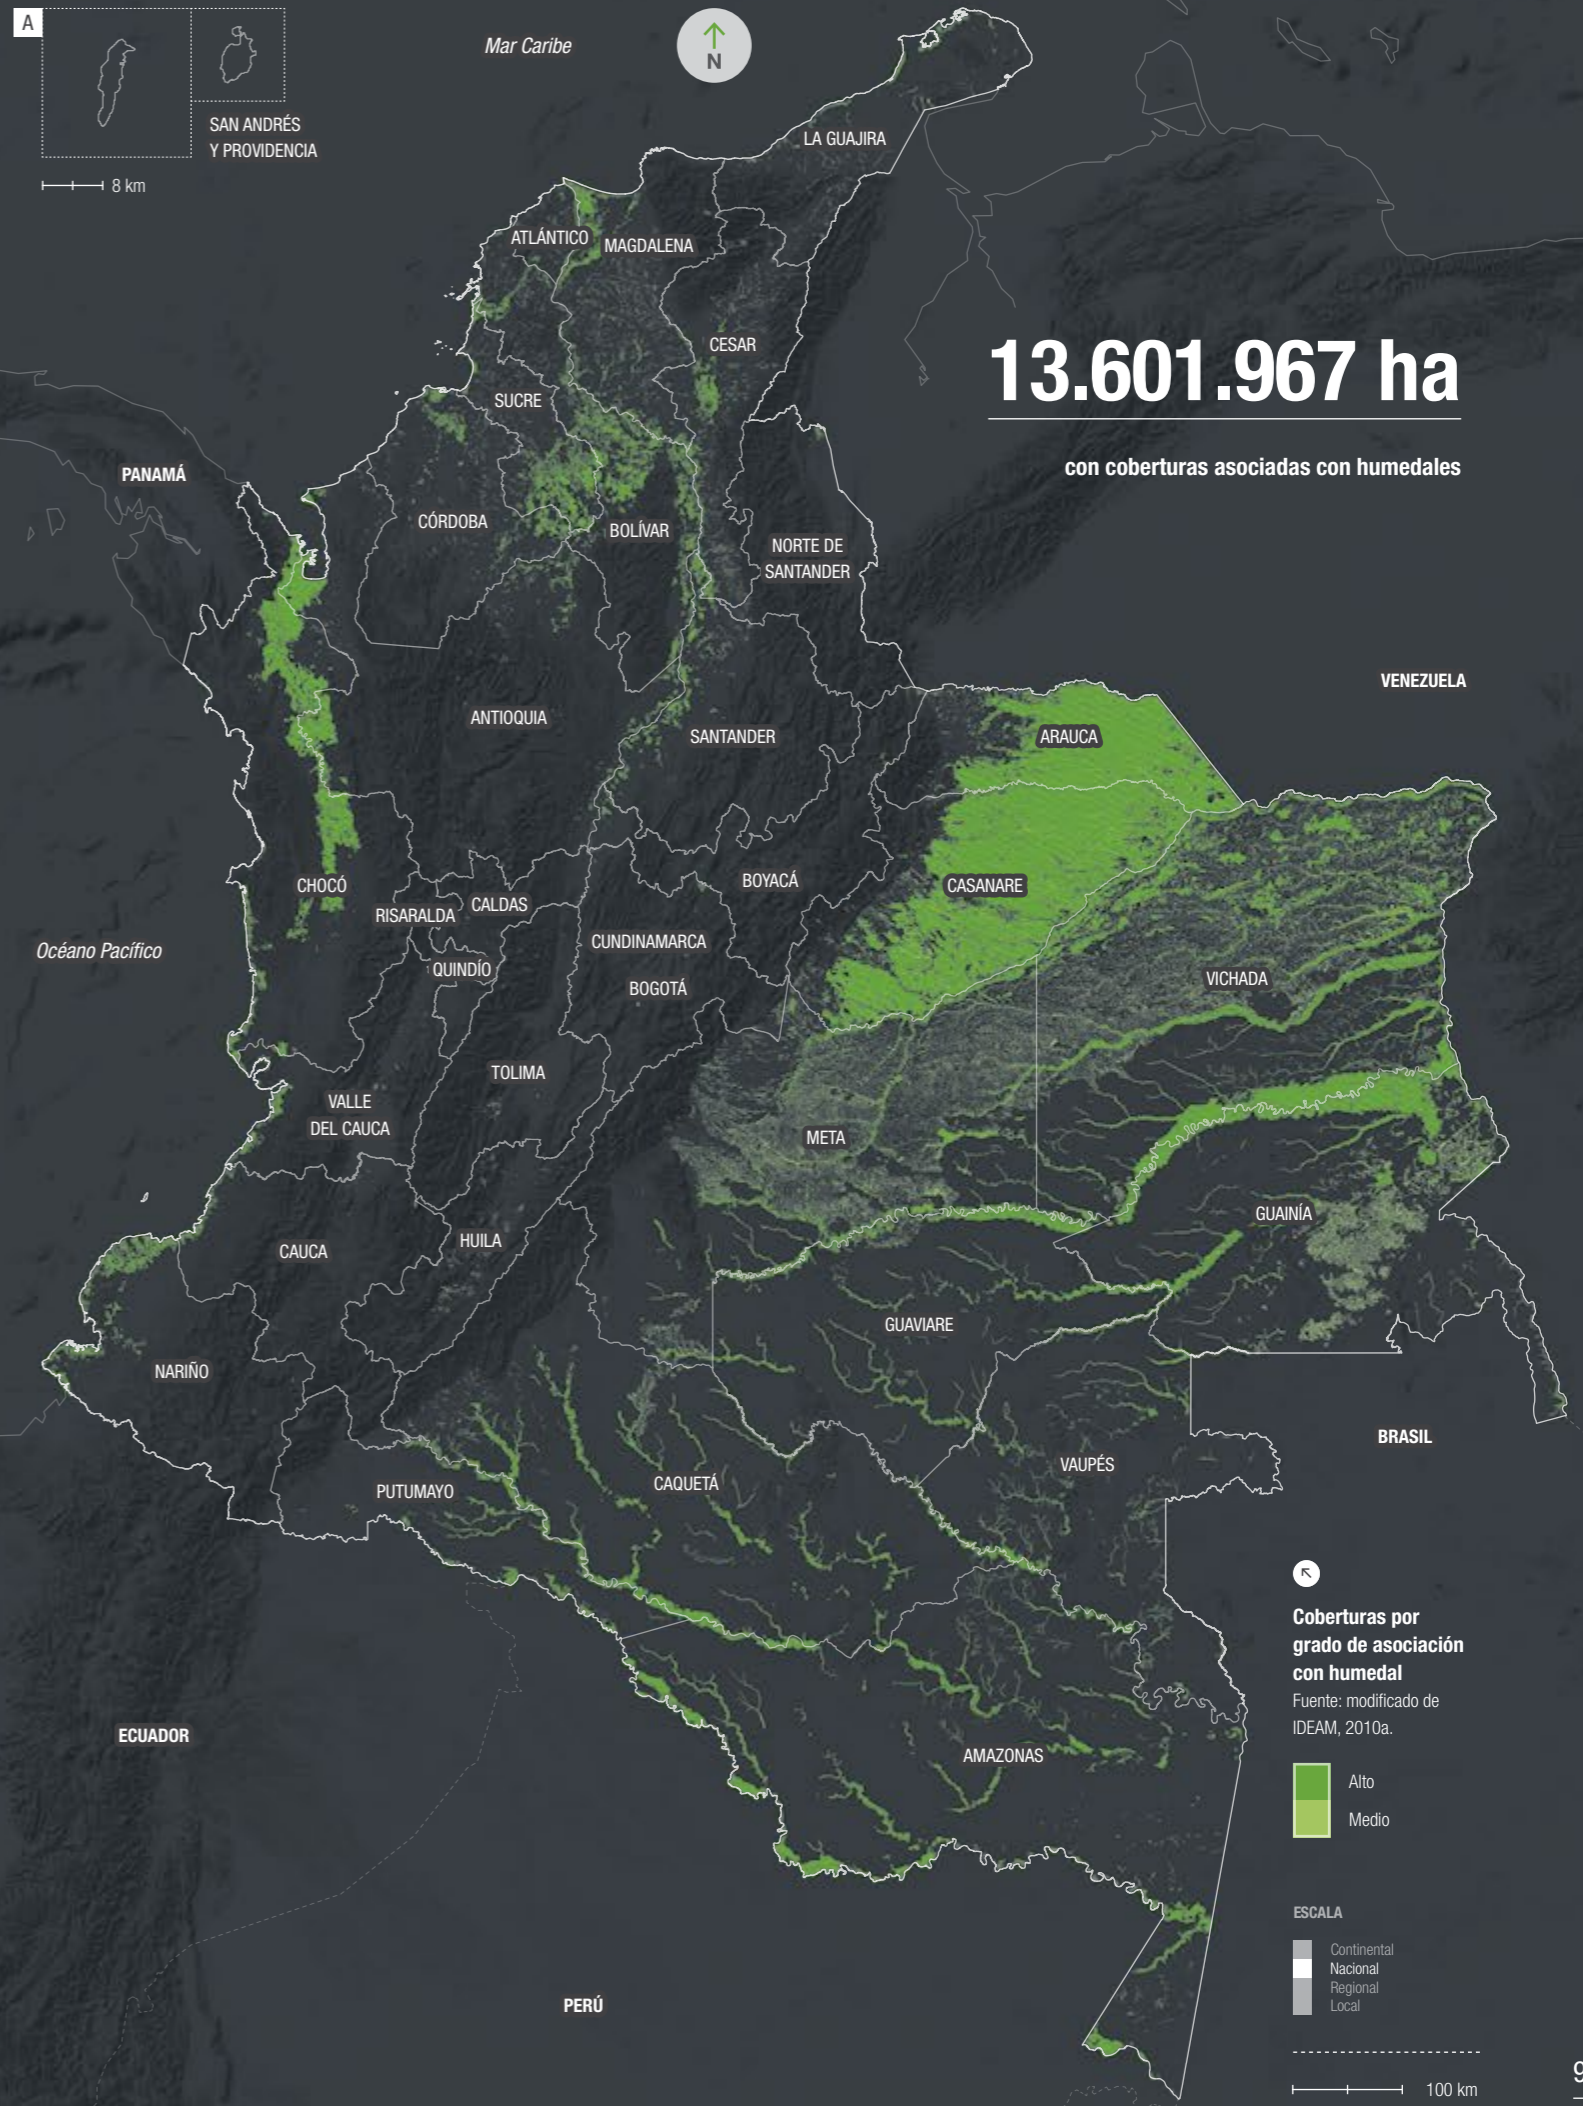 A
Mar Caribe
N
SAN ANDRÉS
Y PROVIDENCIA
8 km
LA GUAJIRA
ATLÁNTICO
MAGDALENA
CESAR
13.601.967 ha
con coberturas asociadas con humedales
SUCRE
PANAMÁ
CÓRDOBA
BOLÍVAR
NORTE DE
SANTANDER
VENEZUELA
ANTIOQUIA
SANTANDER
ARAUCA
CHOCÓ
RISARALDA
CALDAS
BOYACÁ
CASANARE
Océano Pacífico
CUNDINAMARCA
QUINDÍO
BOGOTÁ
VICHADA
TOLIMA
VALLE
DEL CAUCA
META
GUAINÍA
CAUCA
HUILA
GUAVIARE
NARIÑO
BRASIL
VAUPÉS
PUTUMAYO
CAQUETÁ
Coberturas por
grado de asociación
con humedal
Fuente: modificado de
IDEAM, 2010a.
ECUADOR
AMAZONAS
Alto
Medio
ESCALA
Continental
Nacional
Regional
Local
PERÚ
100 km
9